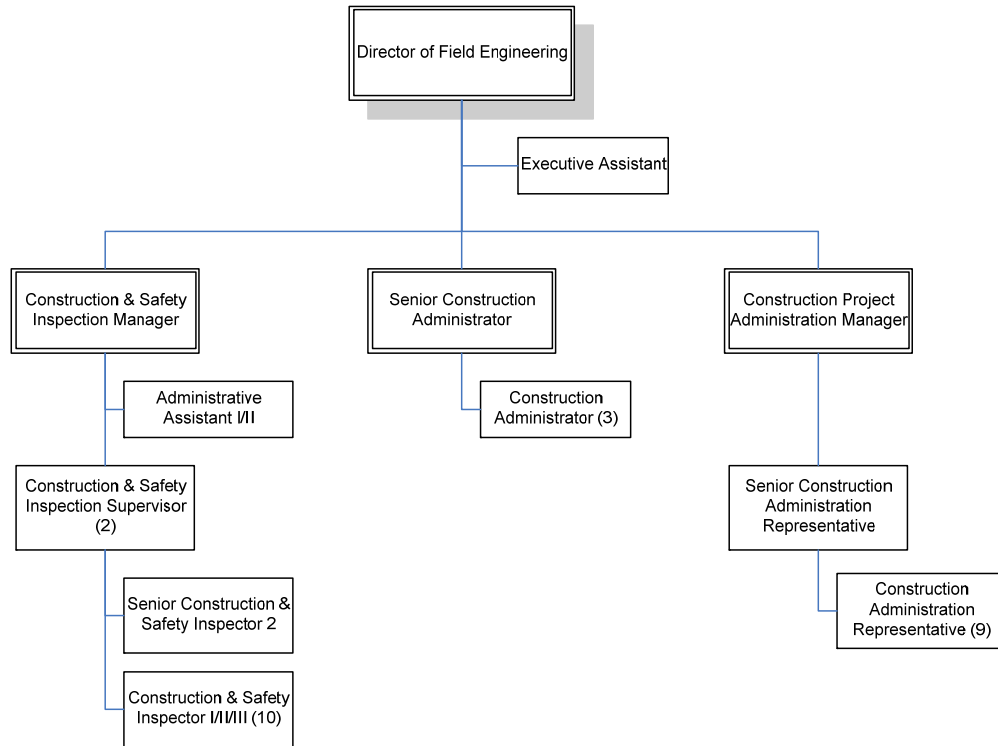 Director of Field Engineering
Executive Assistant
Construction & Safety
Inspection Manager
Senior Construction
Administrator
Construction Project
Administration Manager
Administrative
Assistant I/II
Construction
Administrator (3)
Construction & Safety
Inspection Supervisor
(2)
Senior Construction
Administration
Representative
Senior Construction &
Safety Inspector 2
Construction
Administration
Representative (9)
Construction & Safety
Inspector I/II/III (10)